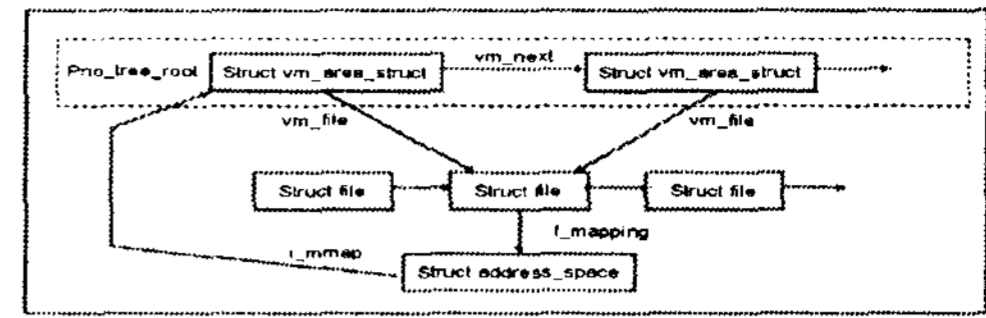 Prio_tree_root
Struct vm_area_struct
vm_next
Struct vm_area_struct
vm_file
vm_file
Struct file
Struct file
Struct file
f_mapping
i_mmap
Struct address_space